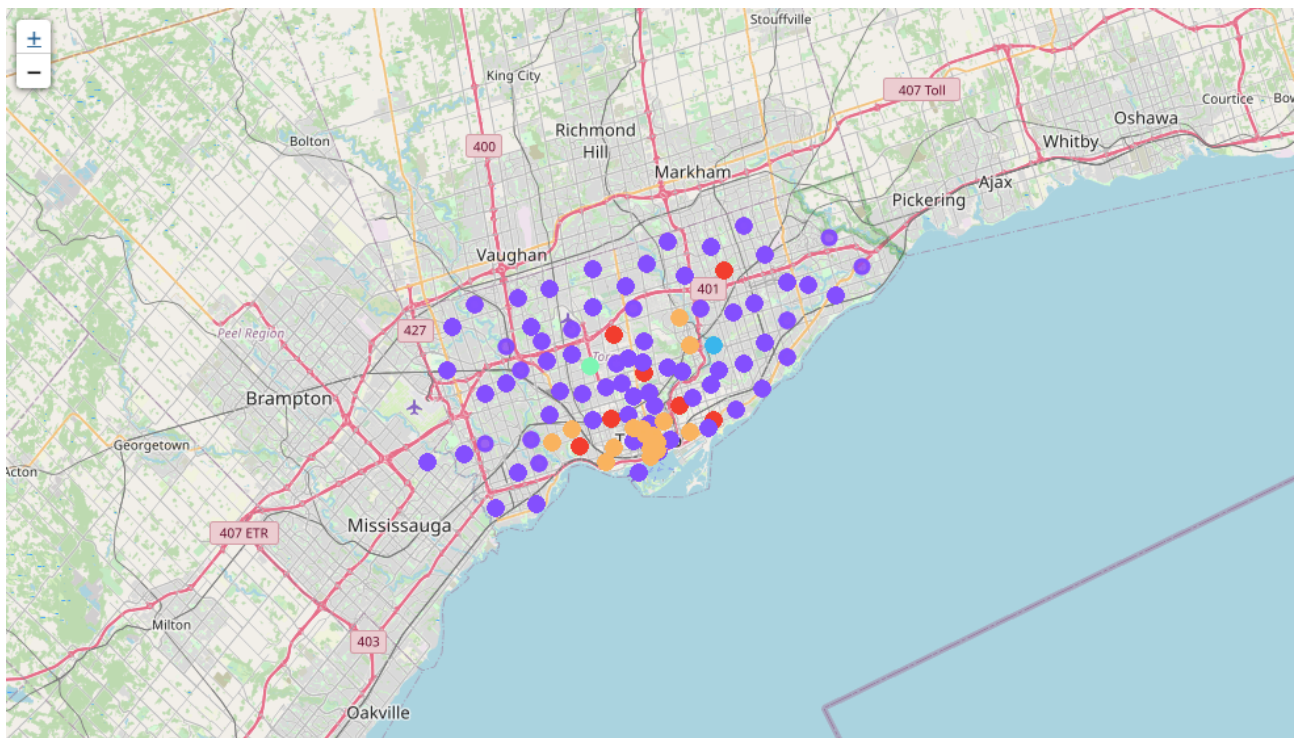 +
−
Stouffville
King City
407 Toll
Courtice
Oshawa
Bolton
400
Richmond
Hill
Whitby
Markham
Ajax
Pickering
Vaughan
401
427
Peel Region
Brampton
Georgetown
Acton
Mississauga
407 ETR
Milton
403
Oakville